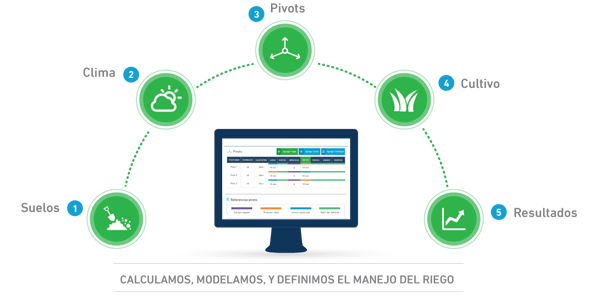 Pivots
3
Clima
2
4
Cultivo
Suelos
1
5
Resultados
Pivots
Referencias pivots
CALCULAMOS, MODELAMOS, Y DEFINIMOS EL MANEJO DEL RIEGO